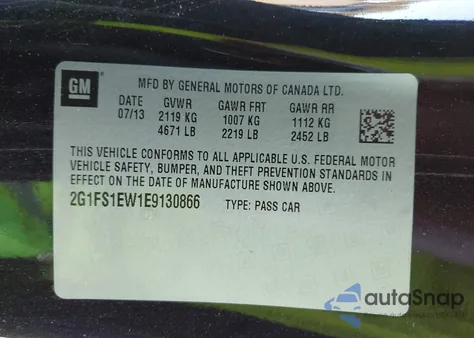 GM
MFD BY GENERAL MOTORS OF CANADA LTD.
DATE GVWR GAWR FRT GAWR RR
07/13 2119 KG 1007 KG 1112 KG
4671 LB 2219 LB 2452 LB
THIS VEHICLE CONFORMS TO ALL APPLICABLE U.S. FEDERAL MOTOR
VEHICLE SAFETY, BUMPER, AND THEFT PREVENTION STANDARDS IN
EFFECT ON THE DATE OF MANUFACTURE SHOWN ABOVE.
2G1FS1EW1E9130866 TYPE: PASS CAR
autoSnap